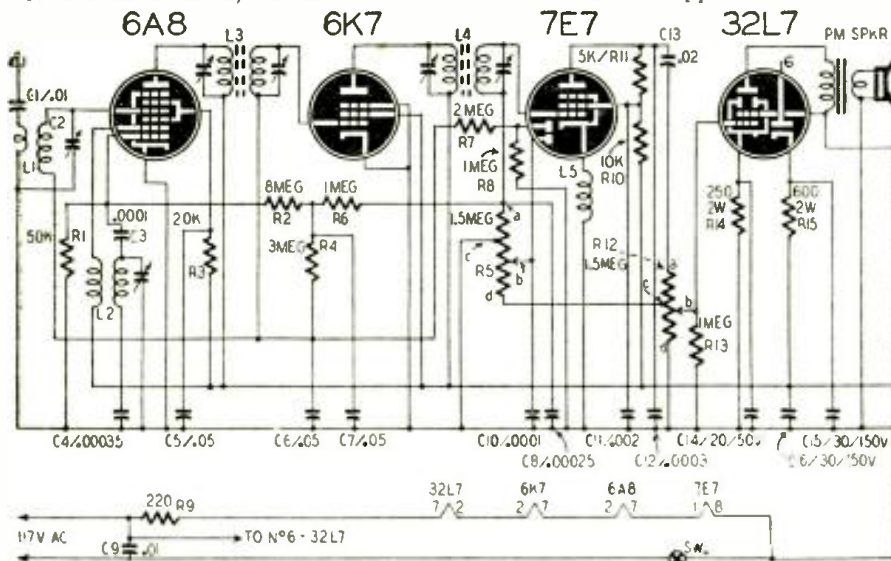 6A8 6K7 7E7 32L7
L3 L4 C13 PM SPKR
5K/R11 .02 6
C1/.01
C2 2 MEG
R7
L1 1MEG L5 10K
R8 R10
8MEG 1MEG 250 600
.0001 20K R2 R6 1.5MEG a 2W 2W
50K R1 C3 R14 R15
3MEG R4 c R12
R3 R5 b 1.5MEG a
L2 d c b
1MEG
R13
C4/.00035 C5/.05 C6/.05 C7/.05 C10/.0001 C11/.002 C14/20/50V C15/30/150V
C8/.00025 C12/.0003 C16/30/150V
32L7 6K7 6A8 7E7
220 R9 7 2 2 7 2 7 1 8
117V AC TO Nº6 - 32L7
C9 .01 SW.